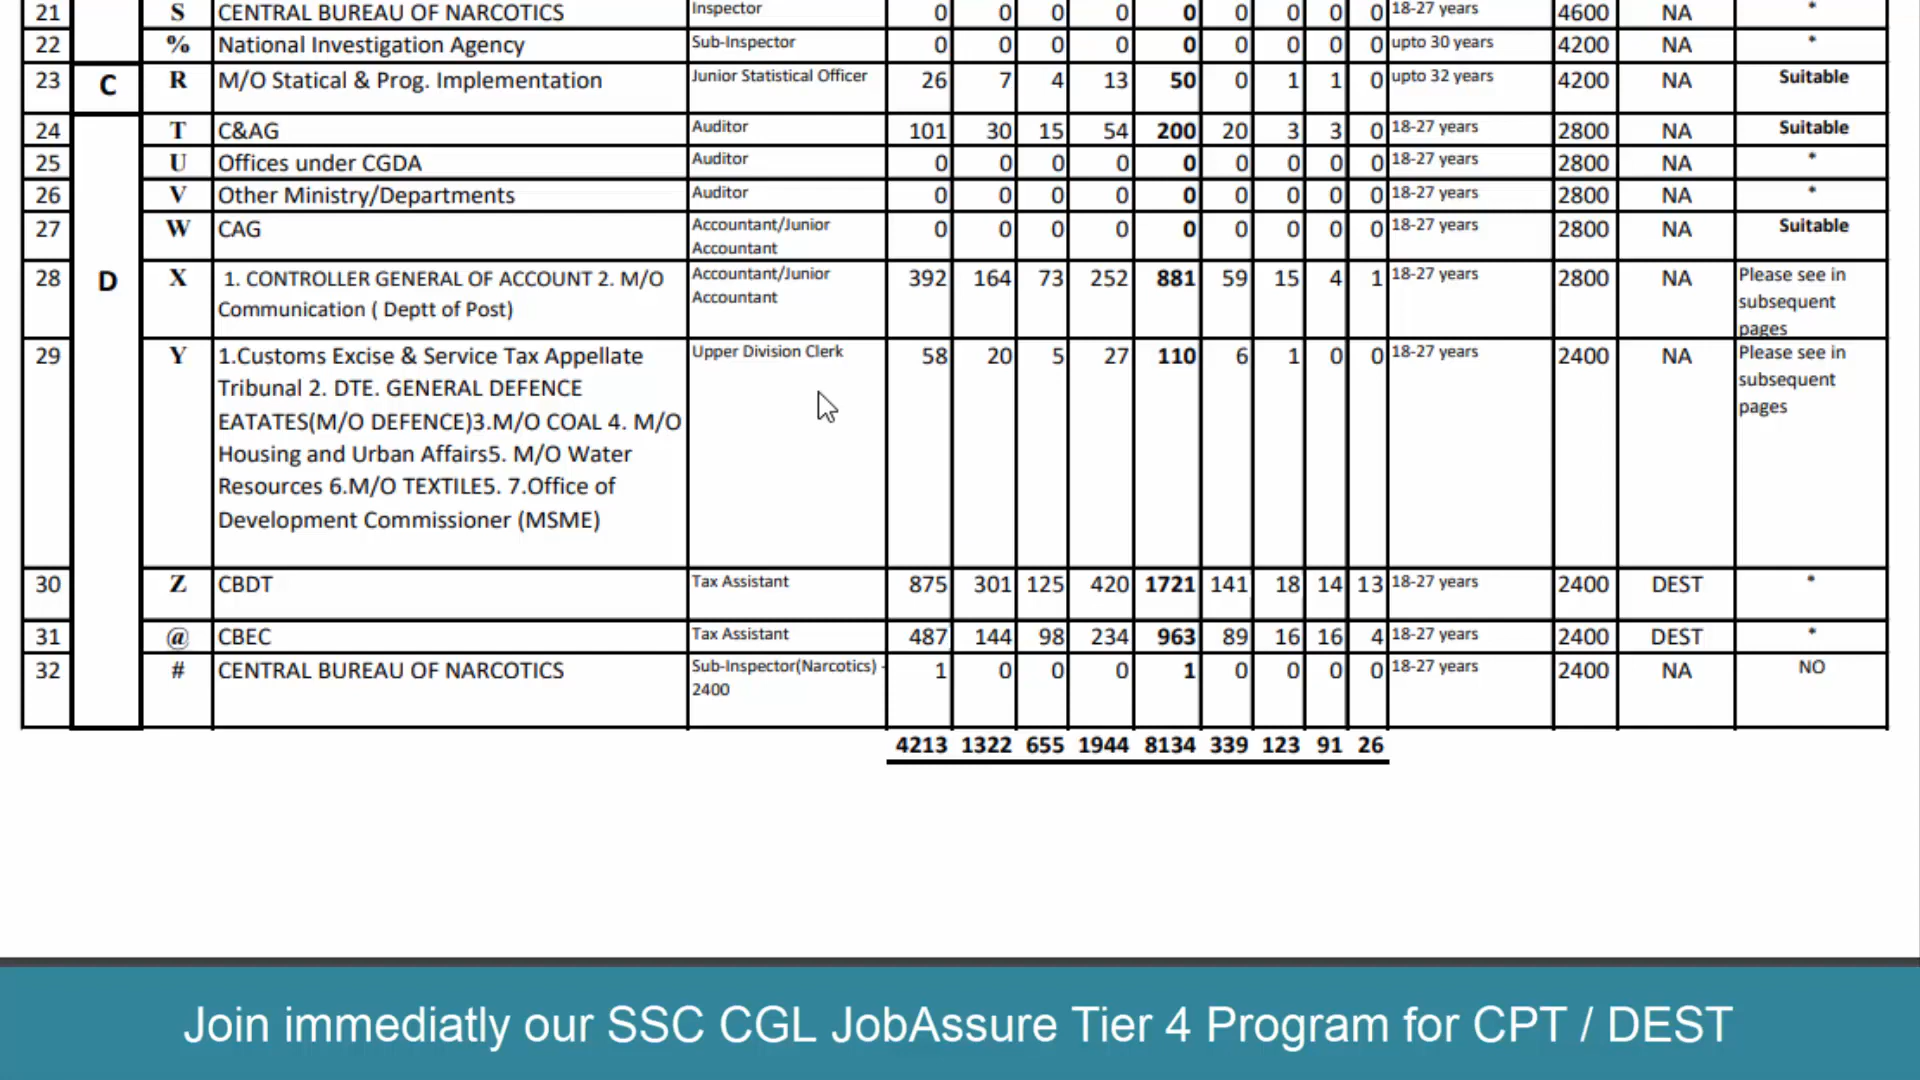 21 S CENTRAL BUREAU OF NARCOTICS Inspector 0 0 0 0 0 0 0 0 0 18-27 years 4600 NA *
22 % National Investigation Agency Sub-Inspector 0 0 0 0 0 0 0 0 0 upto 30 years 4200 NA *
23 C R M/O Statical & Prog. Implementation Junior Statistical Officer 26 7 4 13 50 0 1 1 0 upto 32 years 4200 NA Suitable
24 T C&AG Auditor 101 30 15 54 200 20 3 3 0 18-27 years 2800 NA Suitable
25 U Offices under CGDA Auditor 0 0 0 0 0 0 0 0 0 18-27 years 2800 NA *
26 V Other Ministry/Departments Auditor 0 0 0 0 0 0 0 0 0 18-27 years 2800 NA *
27 W CAG Accountant/Junior 0 0 0 0 0 0 0 0 0 18-27 years 2800 NA Suitable
Accountant
28 D X 1. CONTROLLER GENERAL OF ACCOUNT 2. M/O Accountant/Junior 392 164 73 252 881 59 15 4 1 18-27 years 2800 NA Please see in
Communication ( Deptt of Post) Accountant subsequent
pages
29 Y 1.Customs Excise & Service Tax Appellate Upper Division Clerk 58 20 5 27 110 6 1 0 0 18-27 years 2400 NA Please see in
Tribunal 2. DTE. GENERAL DEFENCE subsequent
EATATES(M/O DEFENCE)3.M/O COAL 4. M/O pages
Housing and Urban Affairs5. M/O Water
Resources 6.M/O TEXTILE5. 7.Office of
Development Commissioner (MSME)
30 Z CBDT Tax Assistant 875 301 125 420 1721 141 18 14 13 18-27 years 2400 DEST *
31 @ CBEC Tax Assistant 487 144 98 234 963 89 16 16 4 18-27 years 2400 DEST *
32 # CENTRAL BUREAU OF NARCOTICS Sub-Inspector(Narcotics) - 1 0 0 0 1 0 0 0 0 18-27 years 2400 NA NO
2400
4213 1322 655 1944 8134 339 123 91 26
Join immediatly our SSC CGL JobAssure Tier 4 Program for CPT / DEST